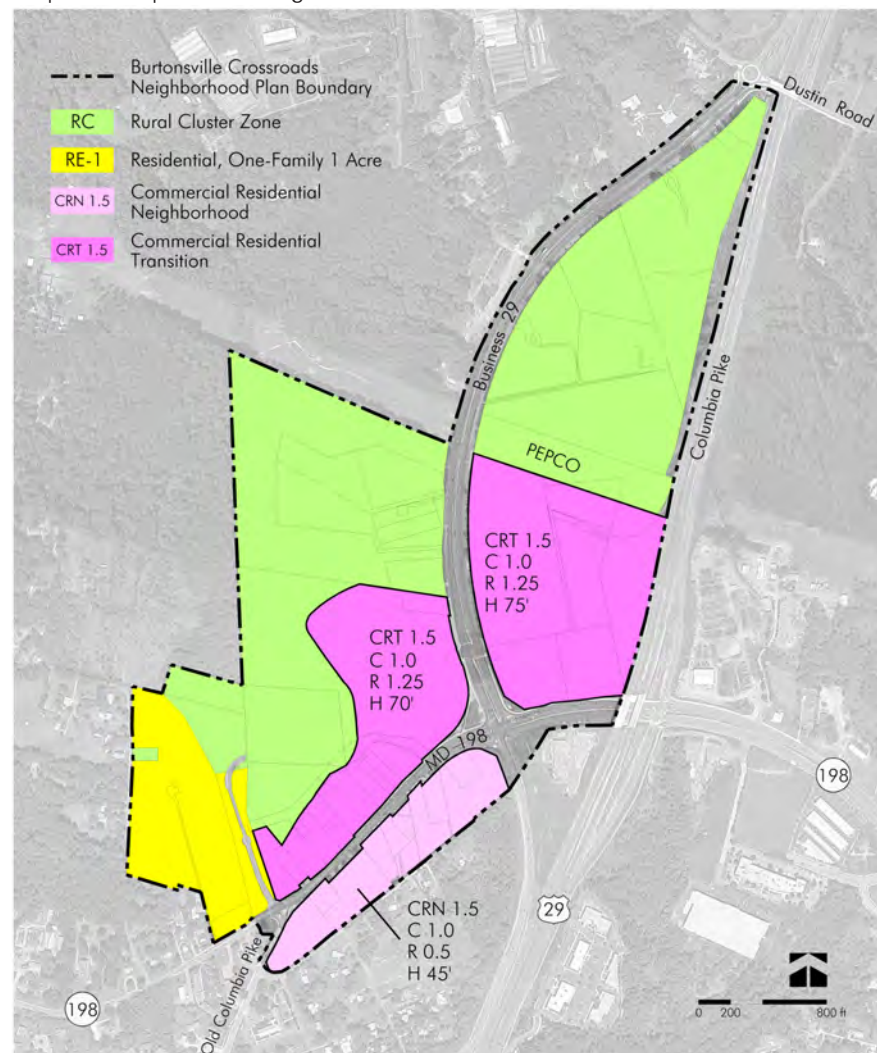 Burtonsville Crossroads
Neighborhood Plan Boundary
RC Rural Cluster Zone
RE-1 Residential, One-Family 1 Acre
CRN 1.5 Commercial Residential
Neighborhood
CRT 1.5 Commercial Residential
Transition
Dustin Road
Business 29
Columbia Pike
PEPCO
CRT 1.5
C 1.0
R 1.25
H 75'
CRT 1.5
C 1.0
R 1.25
H 70'
MD 198
198
CRN 1.5
C 1.0
R 0.5
H 45'
29
Old Columbia Pike
198
0 200 800 ft